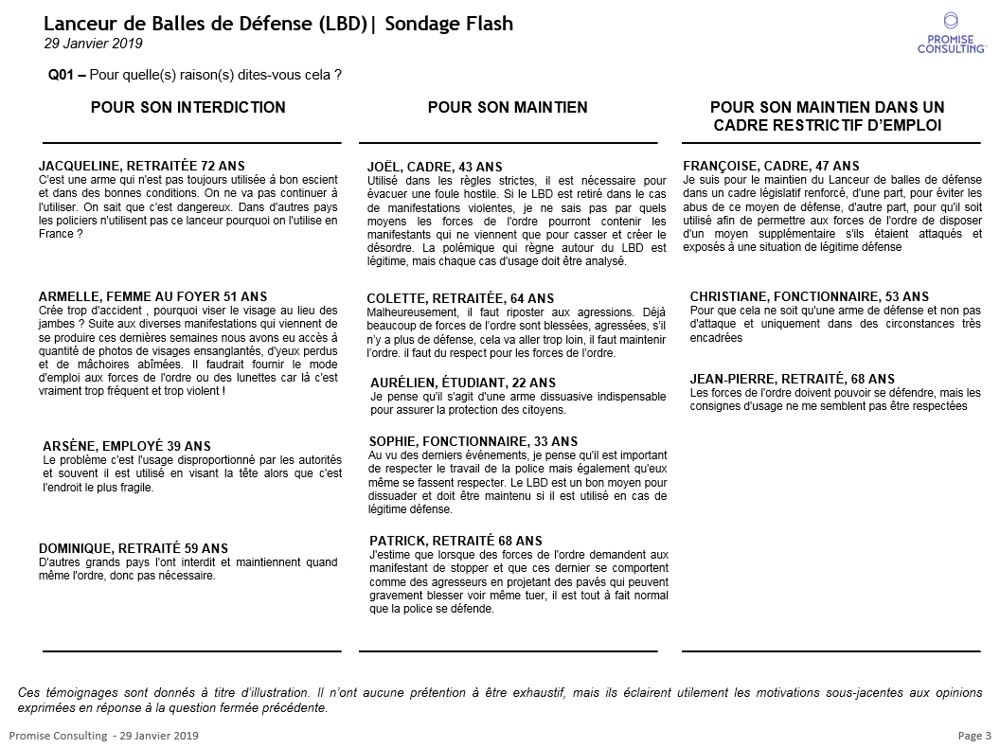 Lanceur de Balles de Défense (LBD)| Sondage Flash
29 Janvier 2019
PROMISE
CONSULTING
Q01 – Pour quelle(s) raison(s) dites-vous cela ?
POUR SON INTERDICTION
JACQUELINE, RETRAITÉE 72 ANS
C'est une arme qui n'est pas toujours utilisée à bon escient
et dans des bonnes conditions. On ne va pas continuer à
l'utiliser. On sait que c'est dangereux. Dans d'autres pays
les policiers n'utilisent pas ce lanceur pourquoi on l'utilise en
France ?
ARMELLE, FEMME AU FOYER 51 ANS
Crée trop d'accident , pourquoi viser le visage au lieu des
jambes ? Suite aux diverses manifestations qui viennent de
se produire ces dernières semaines nous avons eu accès à
quantité de photos de visages ensanglantés, d'yeux perdus
et de mâchoires abîmées. Il faudrait fournir le mode
d'emploi aux forces de l'ordre ou des lunettes car là c'est
vraiment trop fréquent et trop violent !
ARSÈNE, EMPLOYÉ 39 ANS
Le problème c'est l'usage disproportionné par les autorités
et souvent il est utilisé en visant la tête alors que c'est
l'endroit le plus fragile.
DOMINIQUE, RETRAITÉ 59 ANS
D'autres grands pays l'ont interdit et maintiennent quand
même l'ordre, donc pas nécessaire.
POUR SON MAINTIEN
JOËL, CADRE, 43 ANS
Utilisé dans les règles strictes, il est nécessaire pour
évacuer une foule hostile. Si le LBD est retiré dans le cas
de manifestations violentes, je ne sais pas par quels
moyens les forces de l'ordre pourront contenir les
manifestants qui ne viennent que pour casser et créer le
désordre. La polémique qui règne autour du LBD est
légitime, mais chaque cas d'usage doit être analysé.
COLETTE, RETRAITÉE, 64 ANS
Malheureusement, il faut riposter aux agressions. Déjà
beaucoup de forces de l’ordre sont blessées, agressées, s’il
n’y a plus de défense, cela va aller trop loin, il faut maintenir
l’ordre. il faut du respect pour les forces de l’ordre.
AURÉLIEN, ÉTUDIANT, 22 ANS
Je pense qu'il s'agit d'une arme dissuasive indispensable
pour assurer la protection des citoyens.
SOPHIE, FONCTIONNAIRE, 33 ANS
Au vu des derniers événements, je pense qu'il est important
de respecter le travail de la police mais également qu'eux
même se fassent respecter. Le LBD est un bon moyen pour
dissuader et doit être maintenu si il est utilisé en cas de
légitime défense.
PATRICK, RETRAITÉ 68 ANS
J'estime que lorsque des forces de l'ordre demandent aux
manifestant de stopper et que ces dernier se comportent
comme des agresseurs en projetant des pavés qui peuvent
gravement blesser voir même tuer, il est tout à fait normal
que la police se défende.
POUR SON MAINTIEN DANS UN
CADRE RESTRICTIF D’EMPLOI
FRANÇOISE, CADRE, 47 ANS
Je suis pour le maintien du Lanceur de balles de défense
dans un cadre législatif renforcé, d'une part, pour éviter les
abus de ce moyen de défense, d'autre part, pour qu'il soit
utilisé afin de permettre aux forces de l'ordre de disposer
d'un moyen supplémentaire s'ils étaient attaqués et
exposés à une situation de légitime défense
CHRISTIANE, FONCTIONNAIRE, 53 ANS
Pour que cela ne soit qu'une arme de défense et non pas
d'attaque et uniquement dans des circonstances très
encadrées
JEAN-PIERRE, RETRAITÉ, 68 ANS
Les forces de l'ordre doivent pouvoir se défendre, mais les
consignes d'usage ne me semblent pas être respectées
Ces témoignages sont donnés à titre d’illustration. Il n’ont aucune prétention à être exhaustif, mais ils éclairent utilement les motivations sous-jacentes aux opinions
exprimées en réponse à la question fermée précédente.
Promise Consulting - 29 Janvier 2019
Page 3